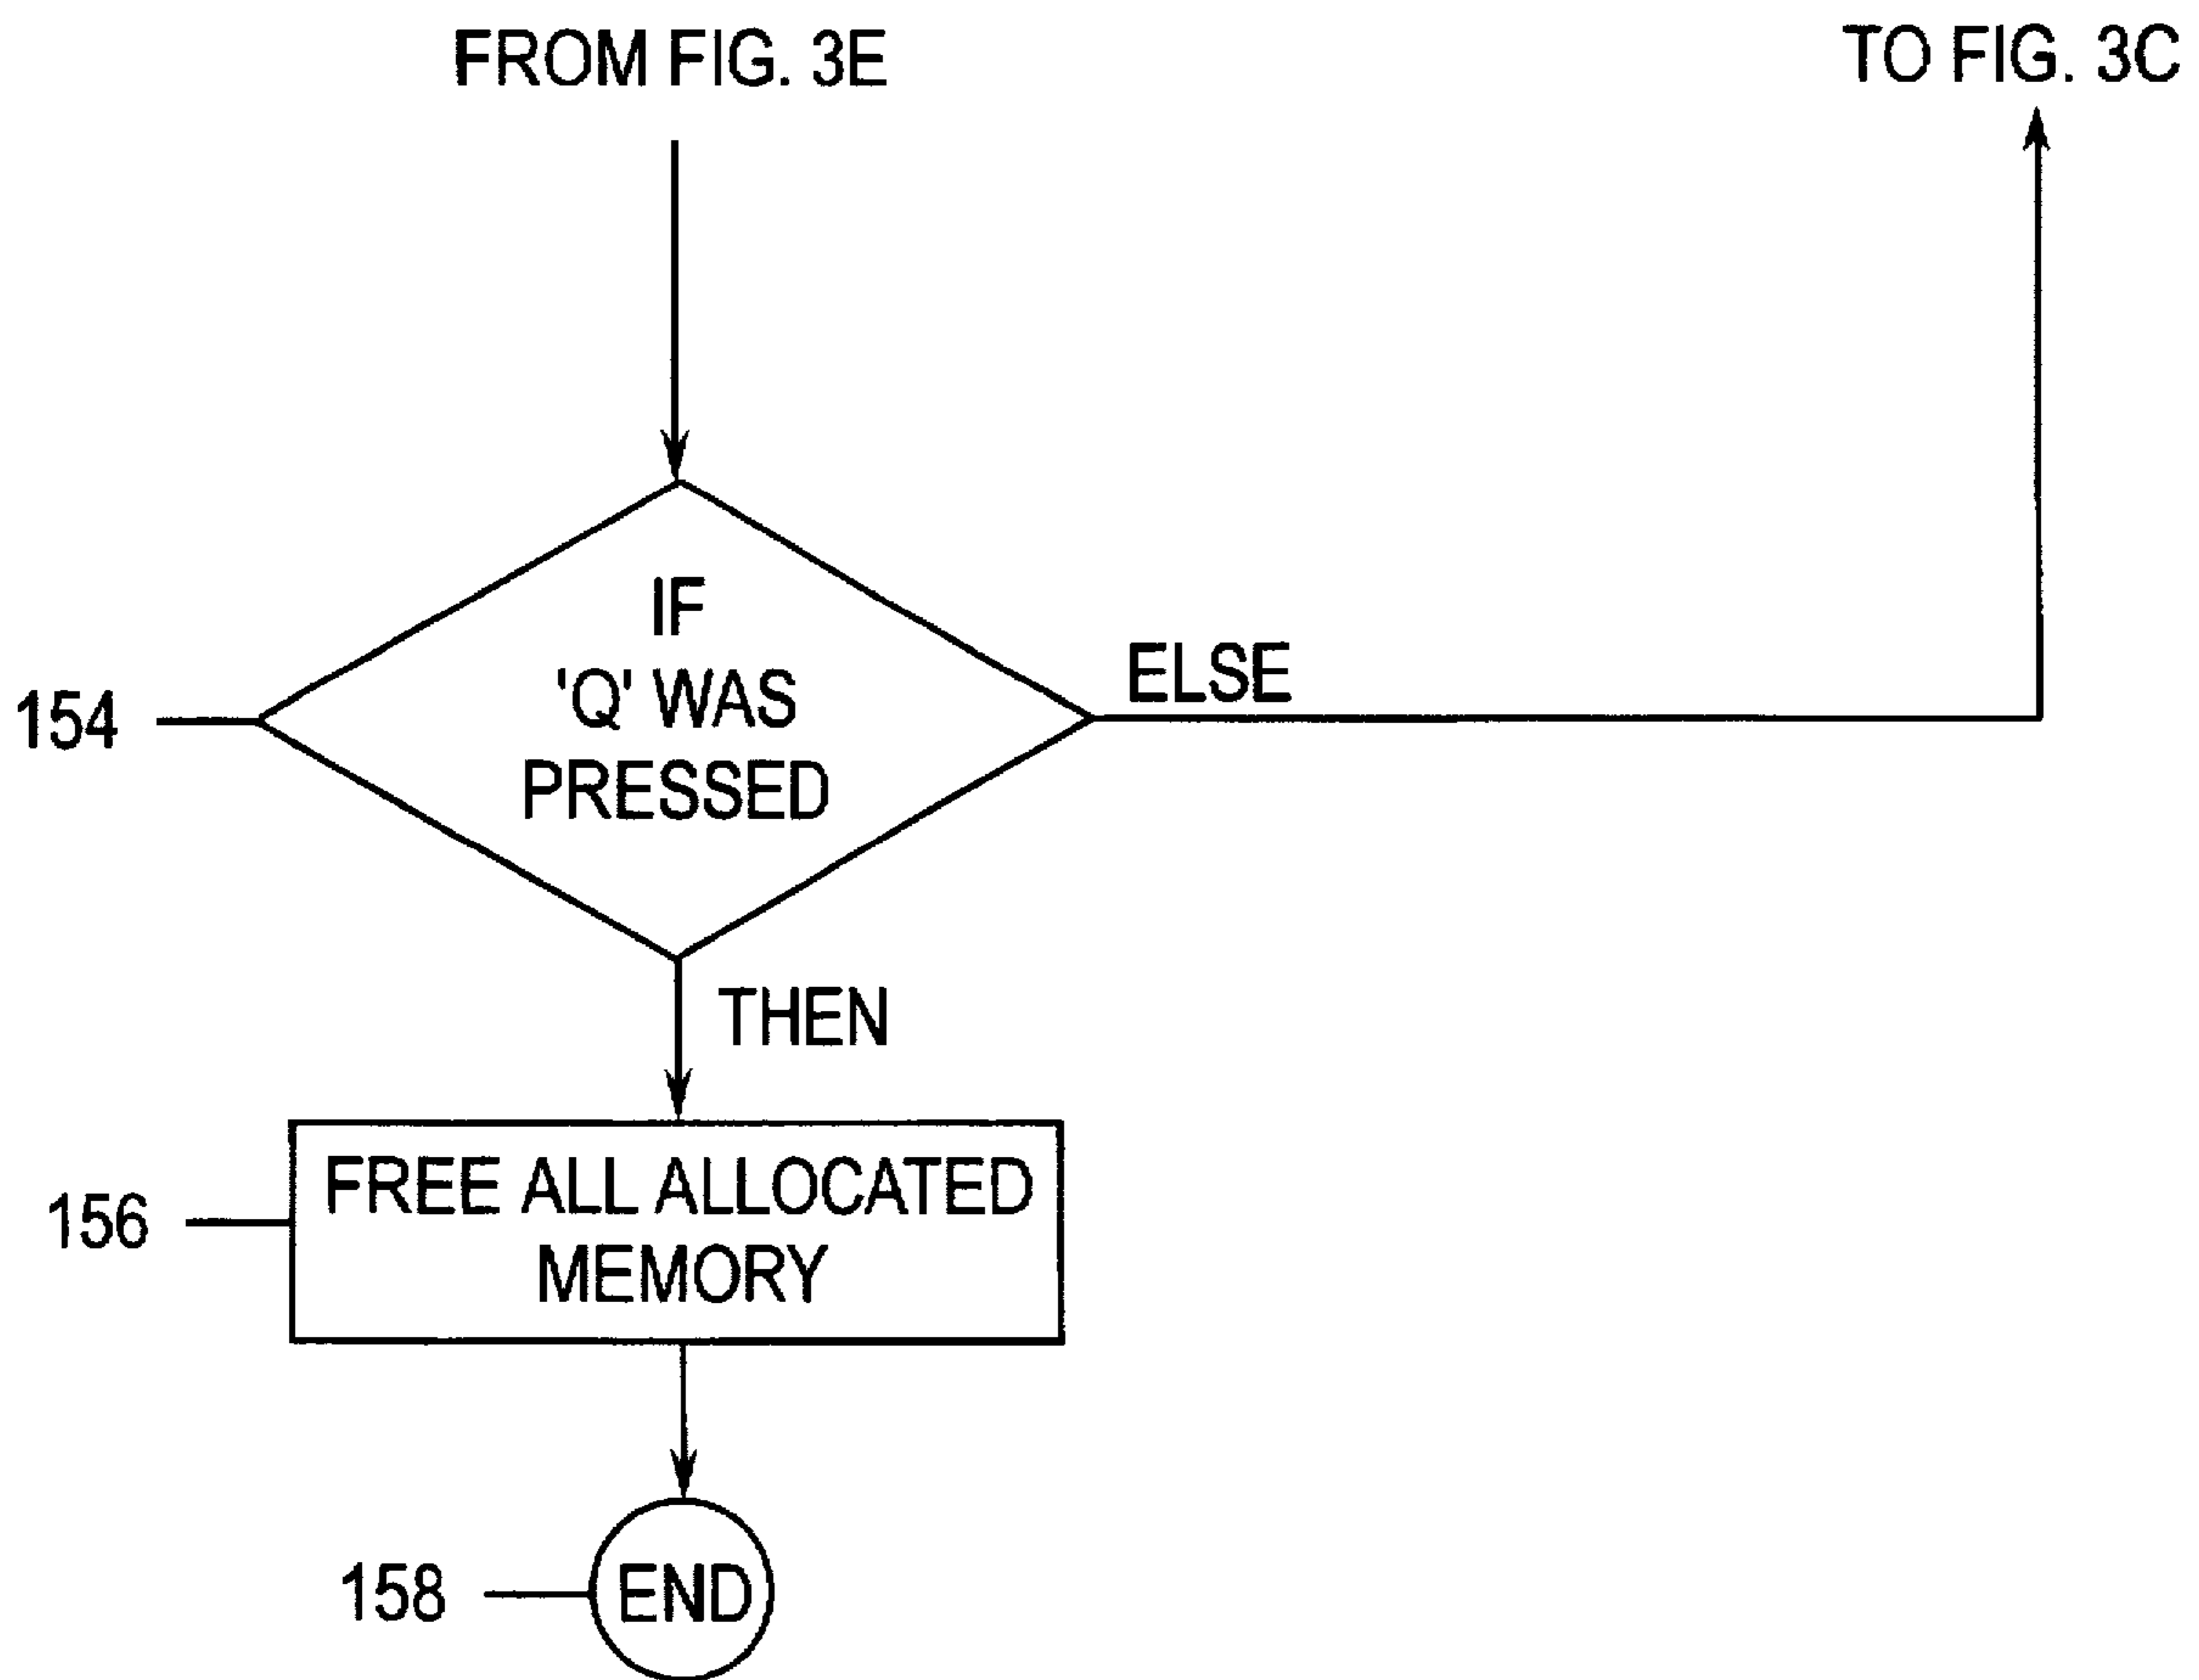 FROM FIG. 3E
TO FIG. 3C
IF
'Q' WAS
PRESSED
ELSE
154
THEN
FREE ALL ALLOCATED
MEMORY
156
END
158